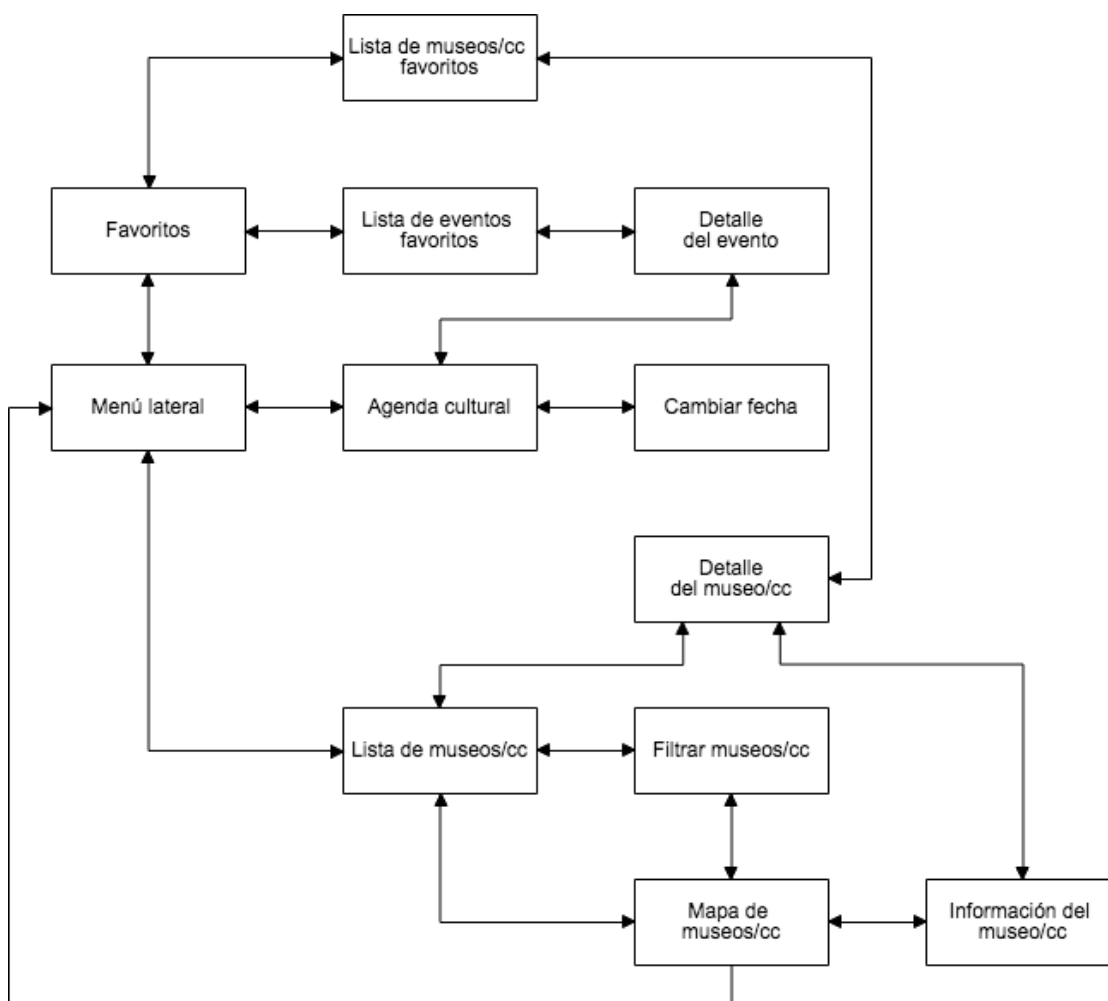 Lista de museos/cc
favoritos
Favoritos
Lista de eventos
favoritos
Detalle
del evento
Menú lateral
Agenda cultural
Cambiar fecha
Detalle
del museo/cc
Lista de museos/cc
Filtrar museos/cc
Mapa de
museos/cc
Información del
museo/cc